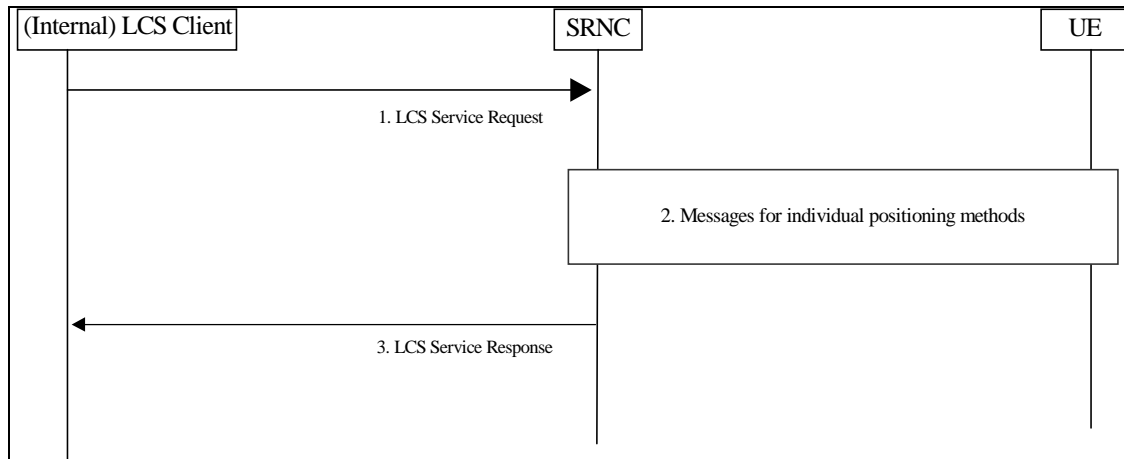 (Internal) LCS Client
SRNC
UE
1. LCS Service Request
2. Messages for individual positioning methods
3. LCS Service Response